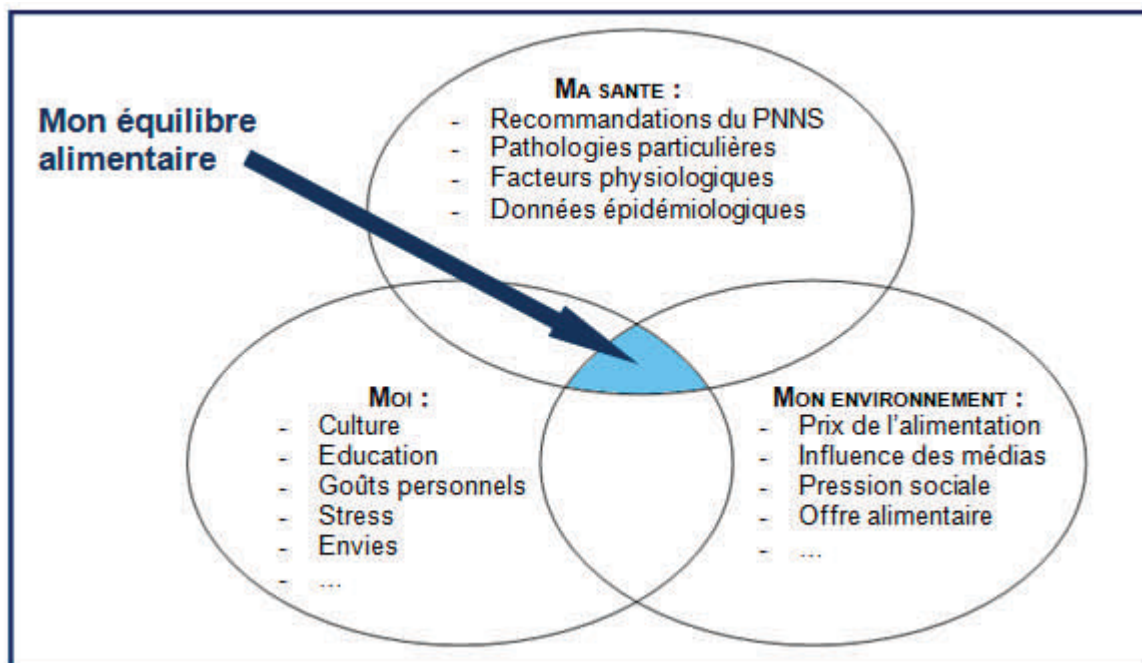 Mon équilibre
alimentaire
MA SANTE :
- Recommandations du PNNS
- Pathologies particulières
- Facteurs physiologiques
- Données épidémiologiques
MOI :
- Culture
- Education
- Goûts personnels
- Stress
- Envies
- ...
MON ENVIRONNEMENT :
- Prix de l'alimentation
- Influence des médias
- Pression sociale
- Offre alimentaire
- ...